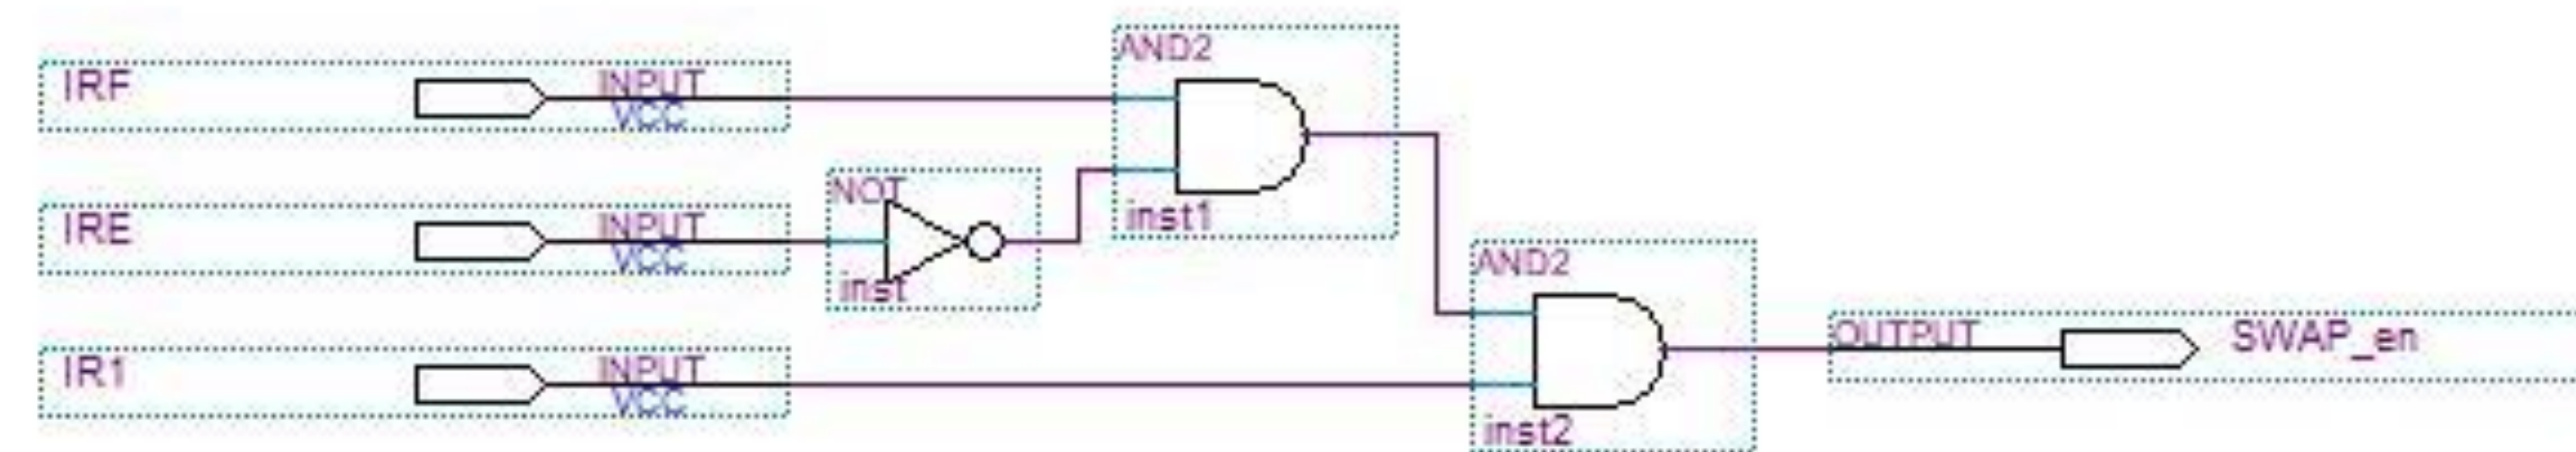 AND2
IRF
INPUT
VCC
inst1
NOT
IRE
INPUT
VCC
inst
AND2
OUTPUT
SWAP_en
IR1
INPUT
VCC
inst2